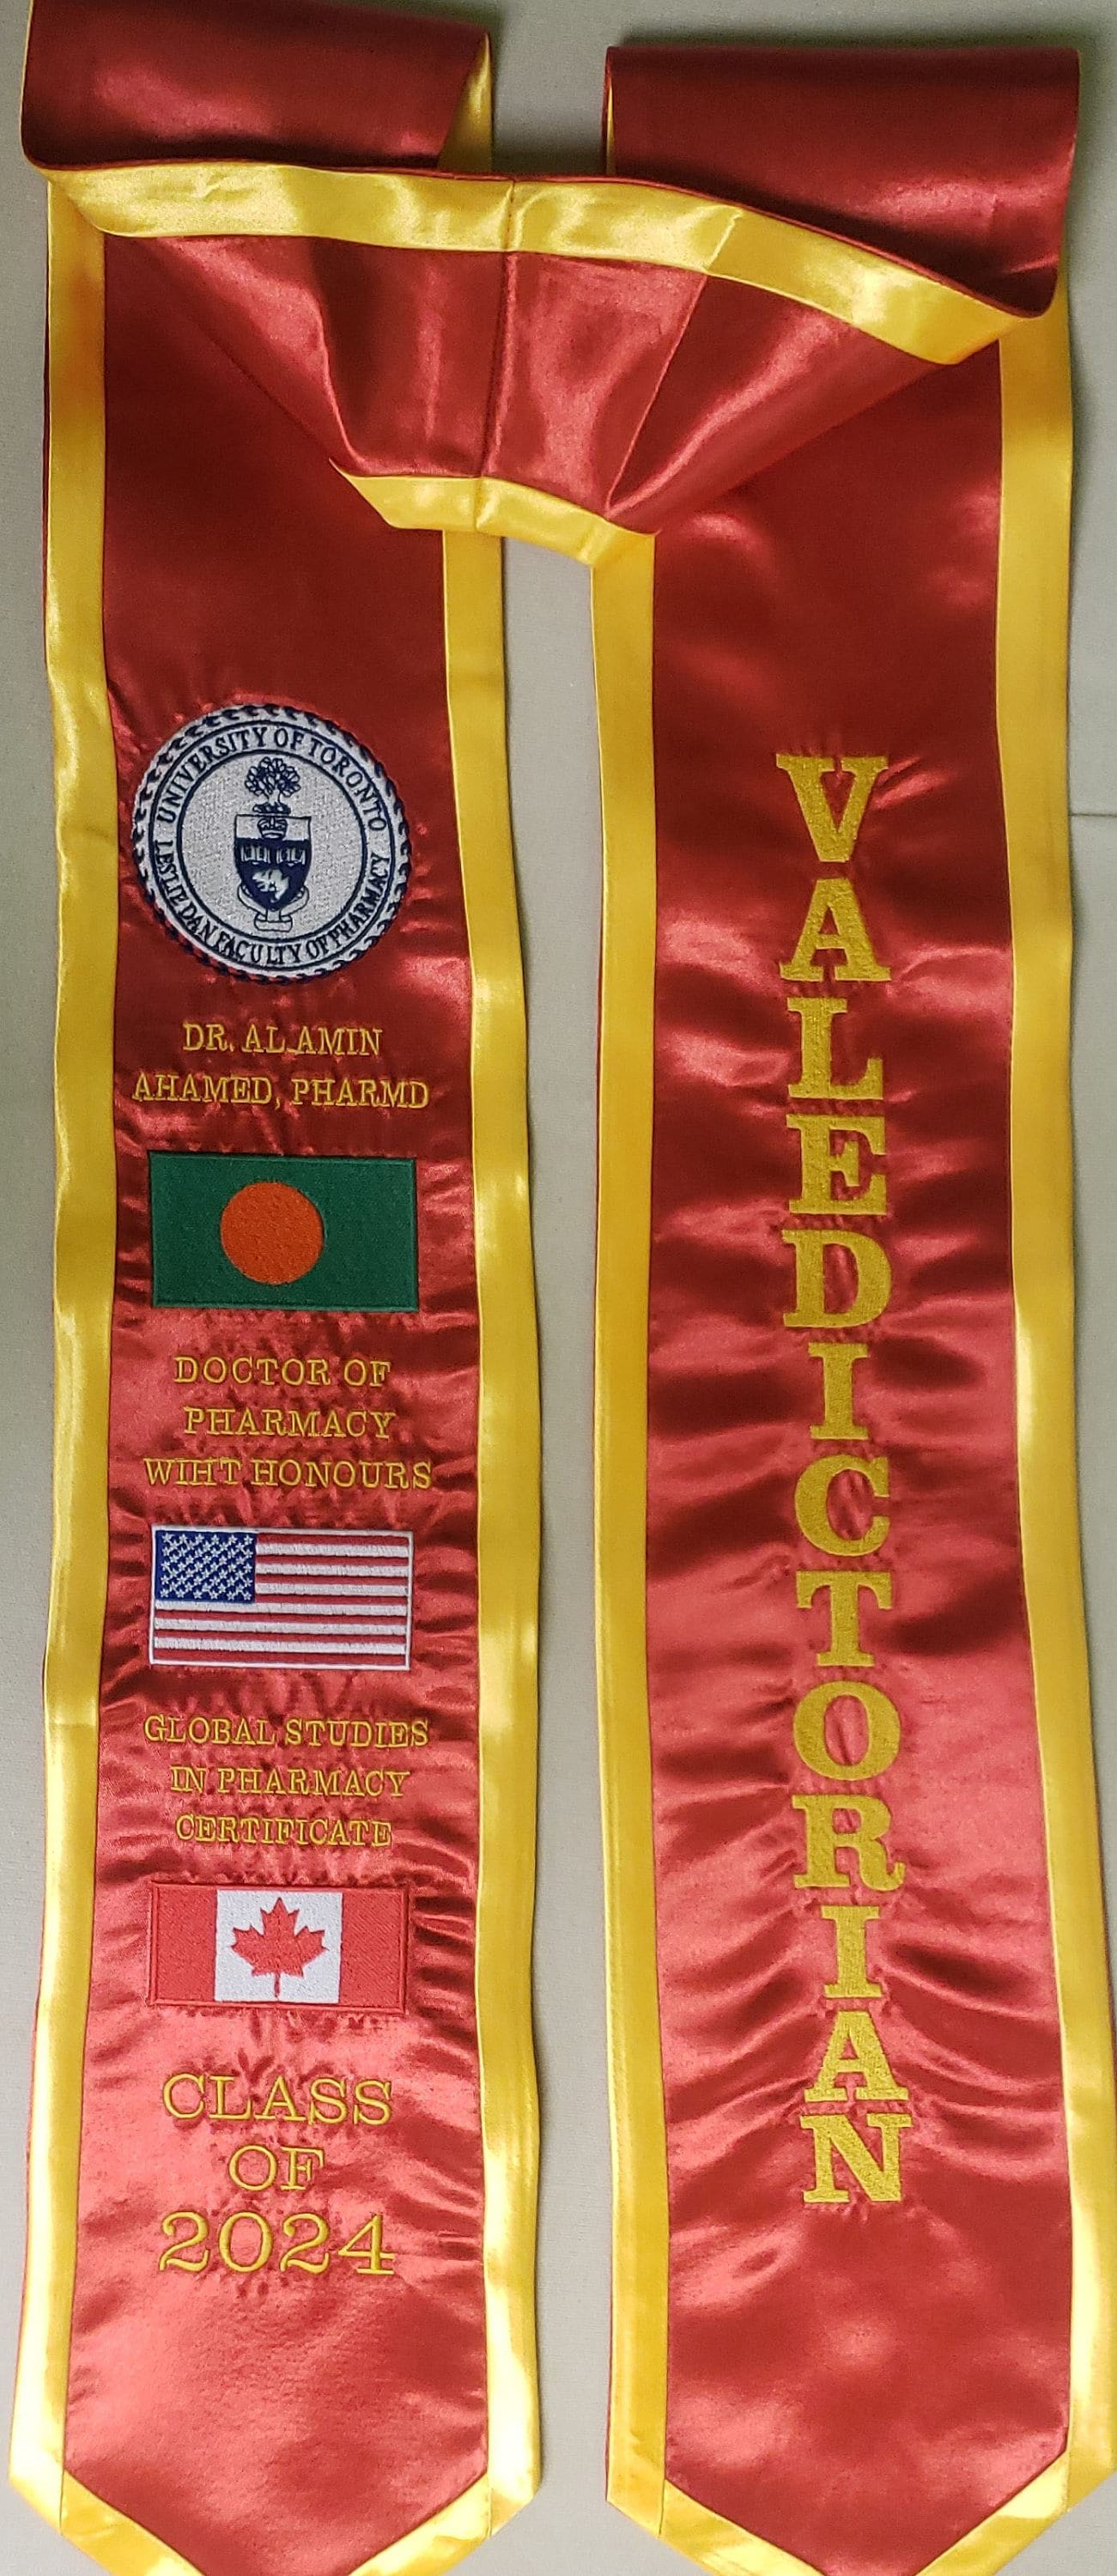 UNIVERSITY OF TORONTO
LESLIE DAN FACULTY OF PHARMACY
DR. AL AMIN
AHAMED, PHARMD
DOCTOR OF
PHARMACY
WIHT HONOURS
GLOBAL STUDIES
IN PHARMACY
CERTIFICATE
CLASS
OF
2024
VALEDICTORIAN